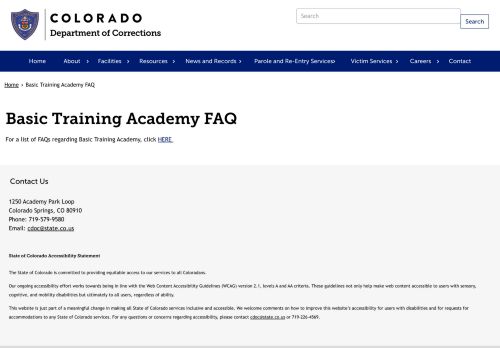 COLORADO
Department of Corrections
Search
Search
Home About Facilities Resources News and Records Parole and Re-Entry Services Victim Services Careers Contact
Home › Basic Training Academy FAQ
Basic Training Academy FAQ
For a list of FAQs regarding Basic Training Academy, click HERE
Contact Us
1250 Academy Park Loop
Colorado Springs, CO 80910
Phone: 719-579-9580
Email: cdoc@state.co.us
State of Colorado Accessibility Statement
The State of Colorado is committed to providing equitable access to our services to all Coloradans.
Our ongoing accessibility effort works towards being in line with the Web Content Accessibility Guidelines (WCAG) version 2.1, levels A and AA criteria. These guidelines not only help make web content accessible to users with sensory,
cognitive, and mobility disabilities but ultimately to all users, regardless of ability.
This website is just part of a meaningful change in making all State of Colorado services inclusive and accessible. We welcome comments on how to improve this website's accessibility for users with disabilities and for requests for
accommodations to any State of Colorado services. For any questions or concerns regarding accessibility, please contact cdoc@state.co.us or 719-226-4569.